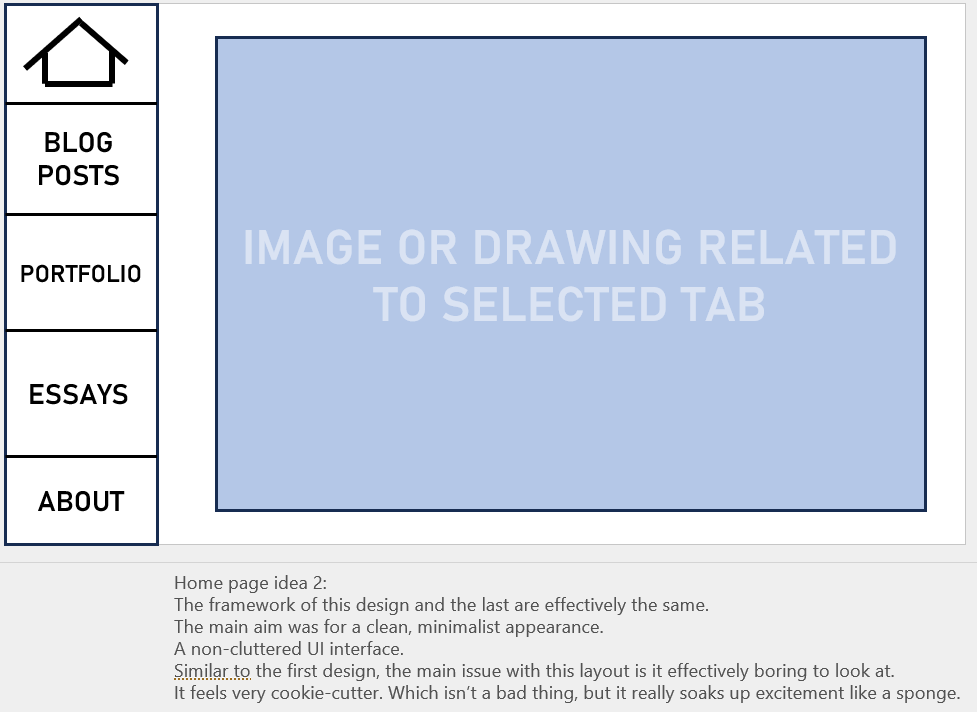 BLOG
POSTS
PORTFOLIO
ESSAYS
ABOUT
IMAGE OR DRAWING RELATED
TO SELECTED TAB
Home page idea 2:
The framework of this design and the last are effectively the same.
The main aim was for a clean, minimalist appearance.
A non-cluttered UI interface.
Similar to the first design, the main issue with this layout is it effectively boring to look at.
It feels very cookie-cutter. Which isn’t a bad thing, but it really soaks up excitement like a sponge.